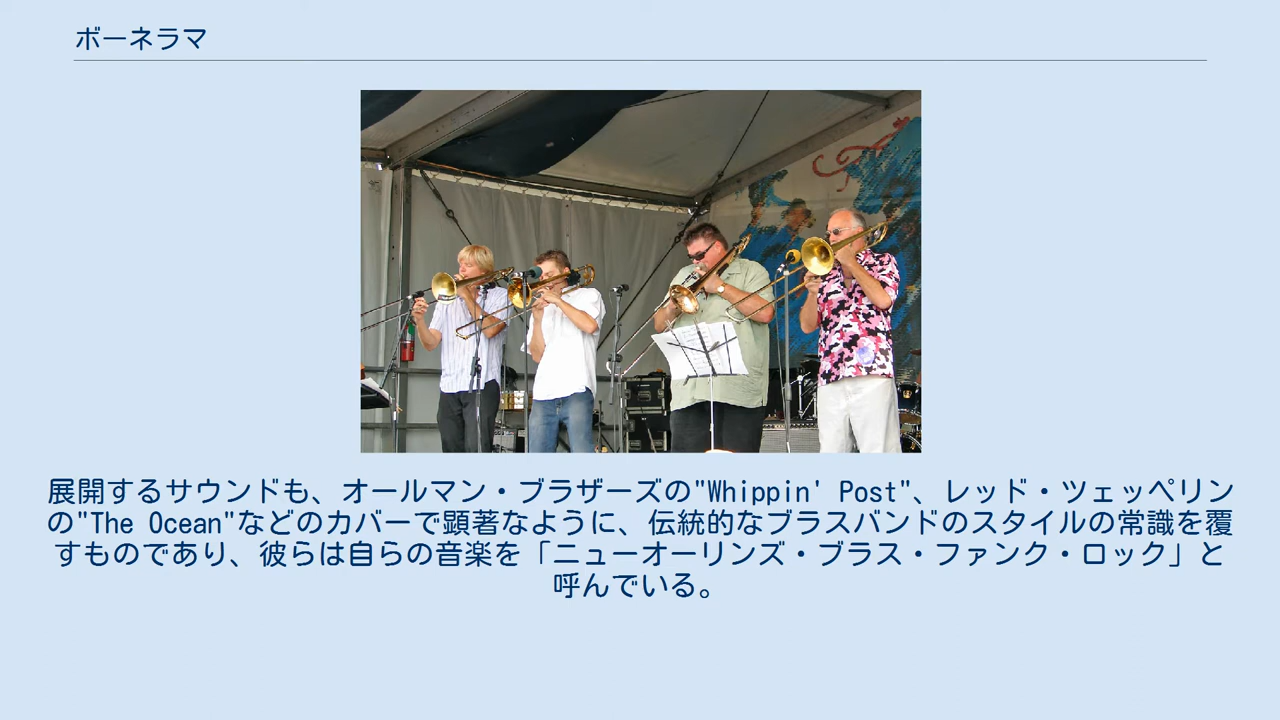 ボーネラマ
展開するサウンドも、オールマン・ブラザーズの"Whippin' Post"、レッド・ツェッペリン
の"The Ocean"などのカバーで顕著なように、伝統的なブラスバンドのスタイルの常識を覆
すものであり、彼らは自らの音楽を「ニューオーリンズ・ブラス・ファンク・ロック」と
呼んでいる。